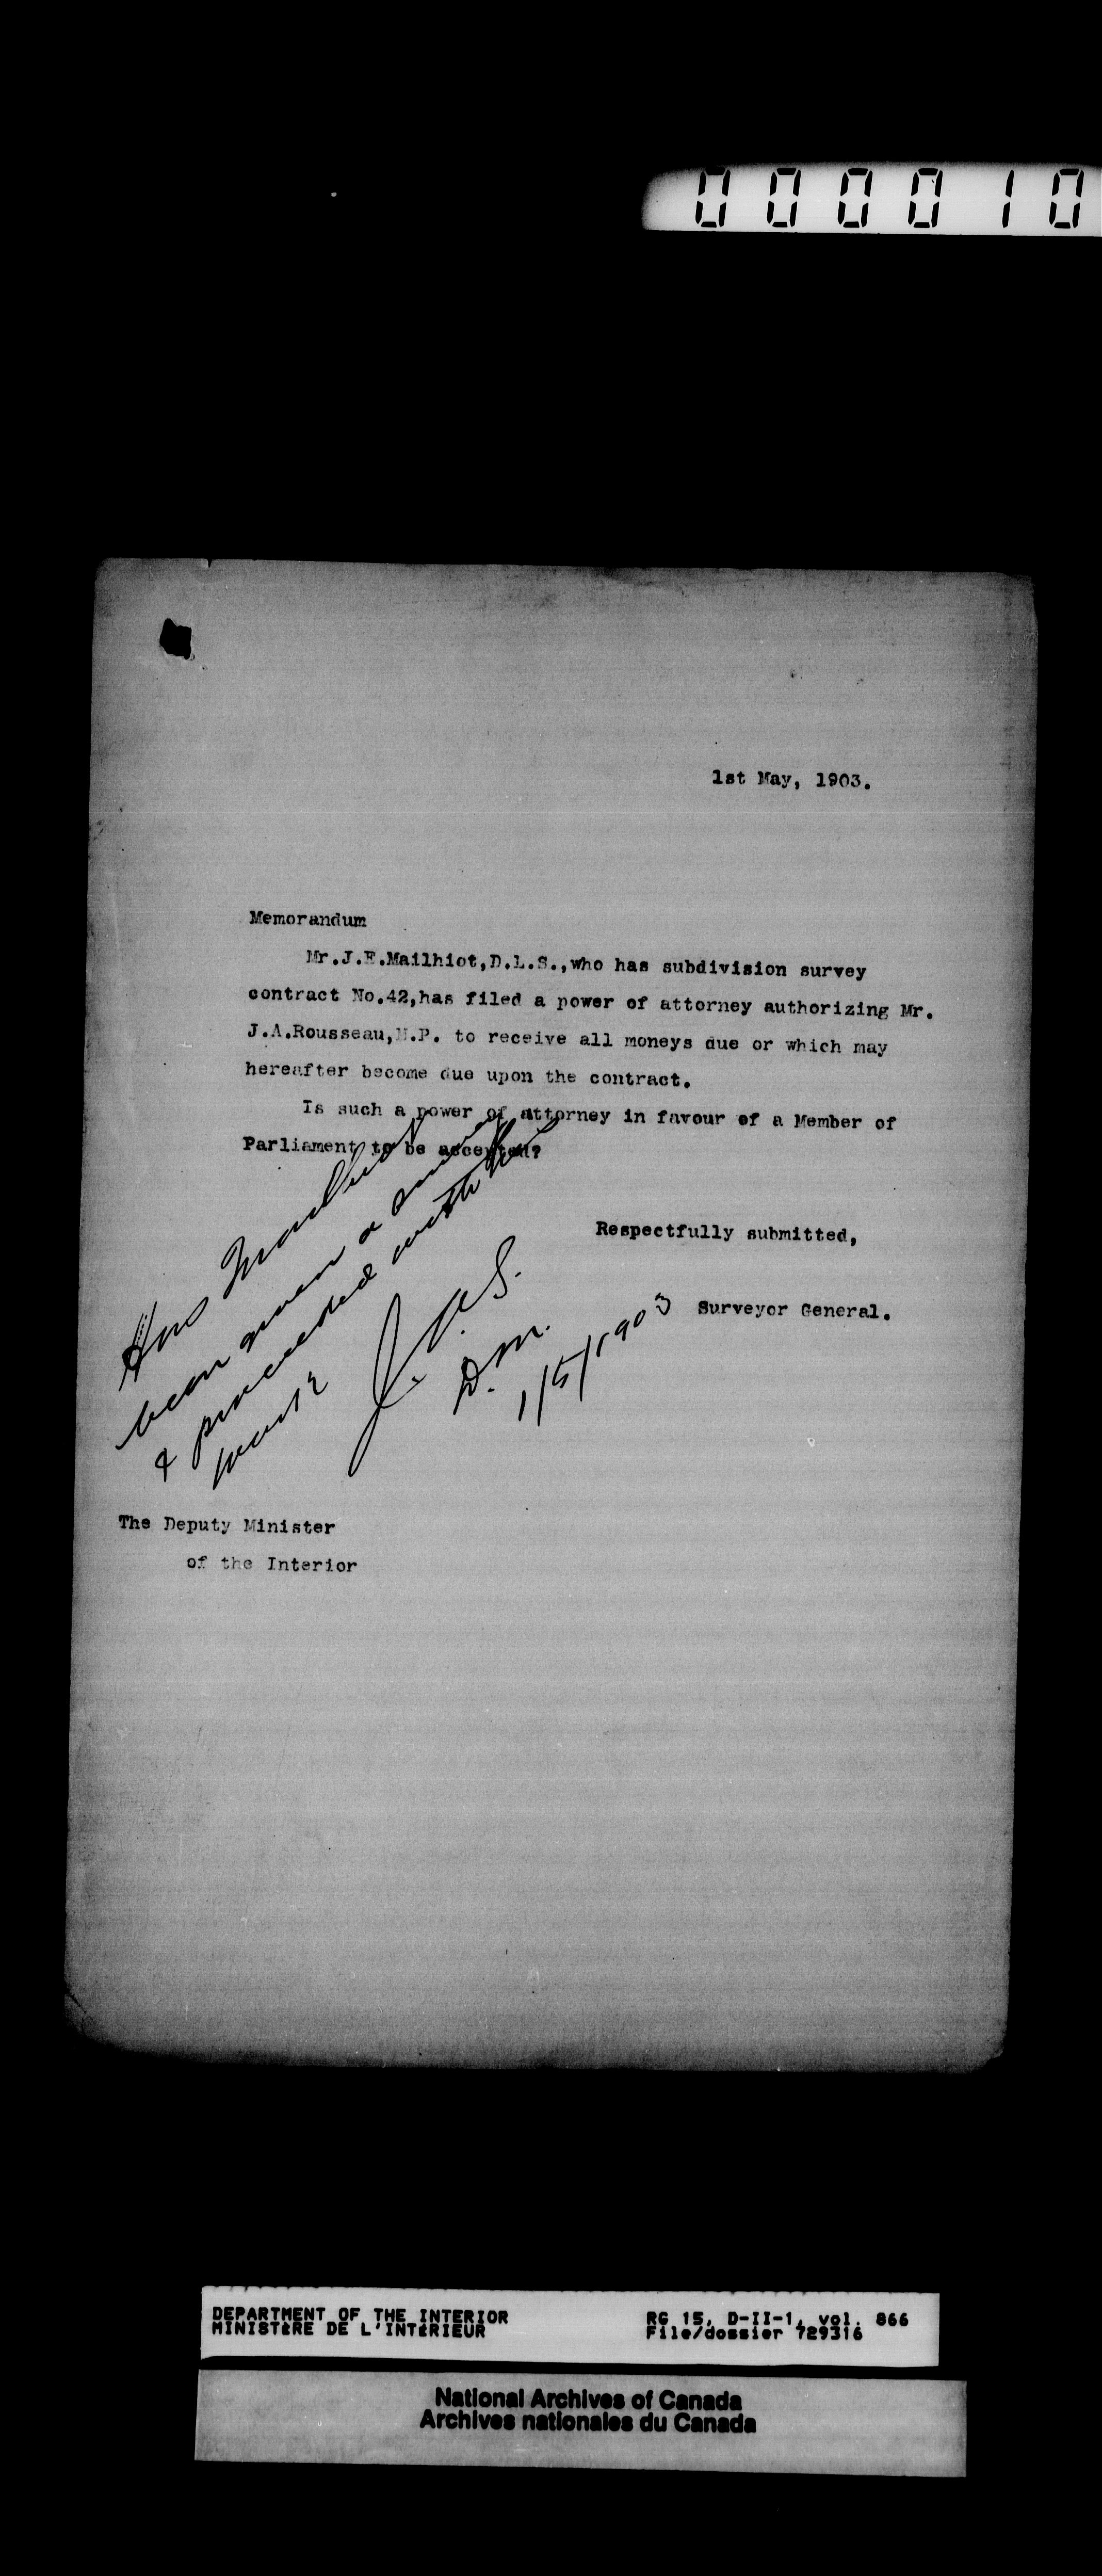 000010
1st May, 1903.
Memorandum
Mr.J.E.Mailhiot,D.L.S.,who has subdivision survey
contract No.42,has filed a power of attorney authorizing Mr.
J.A.Rousseau,M.P. to receive all moneys due or which may
hereafter become due upon the contract.
Is such a power of attorney in favour of a Member of
Parliament to be accepted?
Respectfully submitted,
Surveyor General.
Has Mailhiot
been given a survey
& proceeded with the
work?
J.A.S.
D.M.
1/5/1903
The Deputy Minister
of the Interior
DEPARTMENT OF THE INTERIOR
MINISTÈRE DE L'INTÉRIEUR
RG 15, D-II-1, vol. 866
File/dossier 729316
National Archives of Canada
Archives nationales du Canada